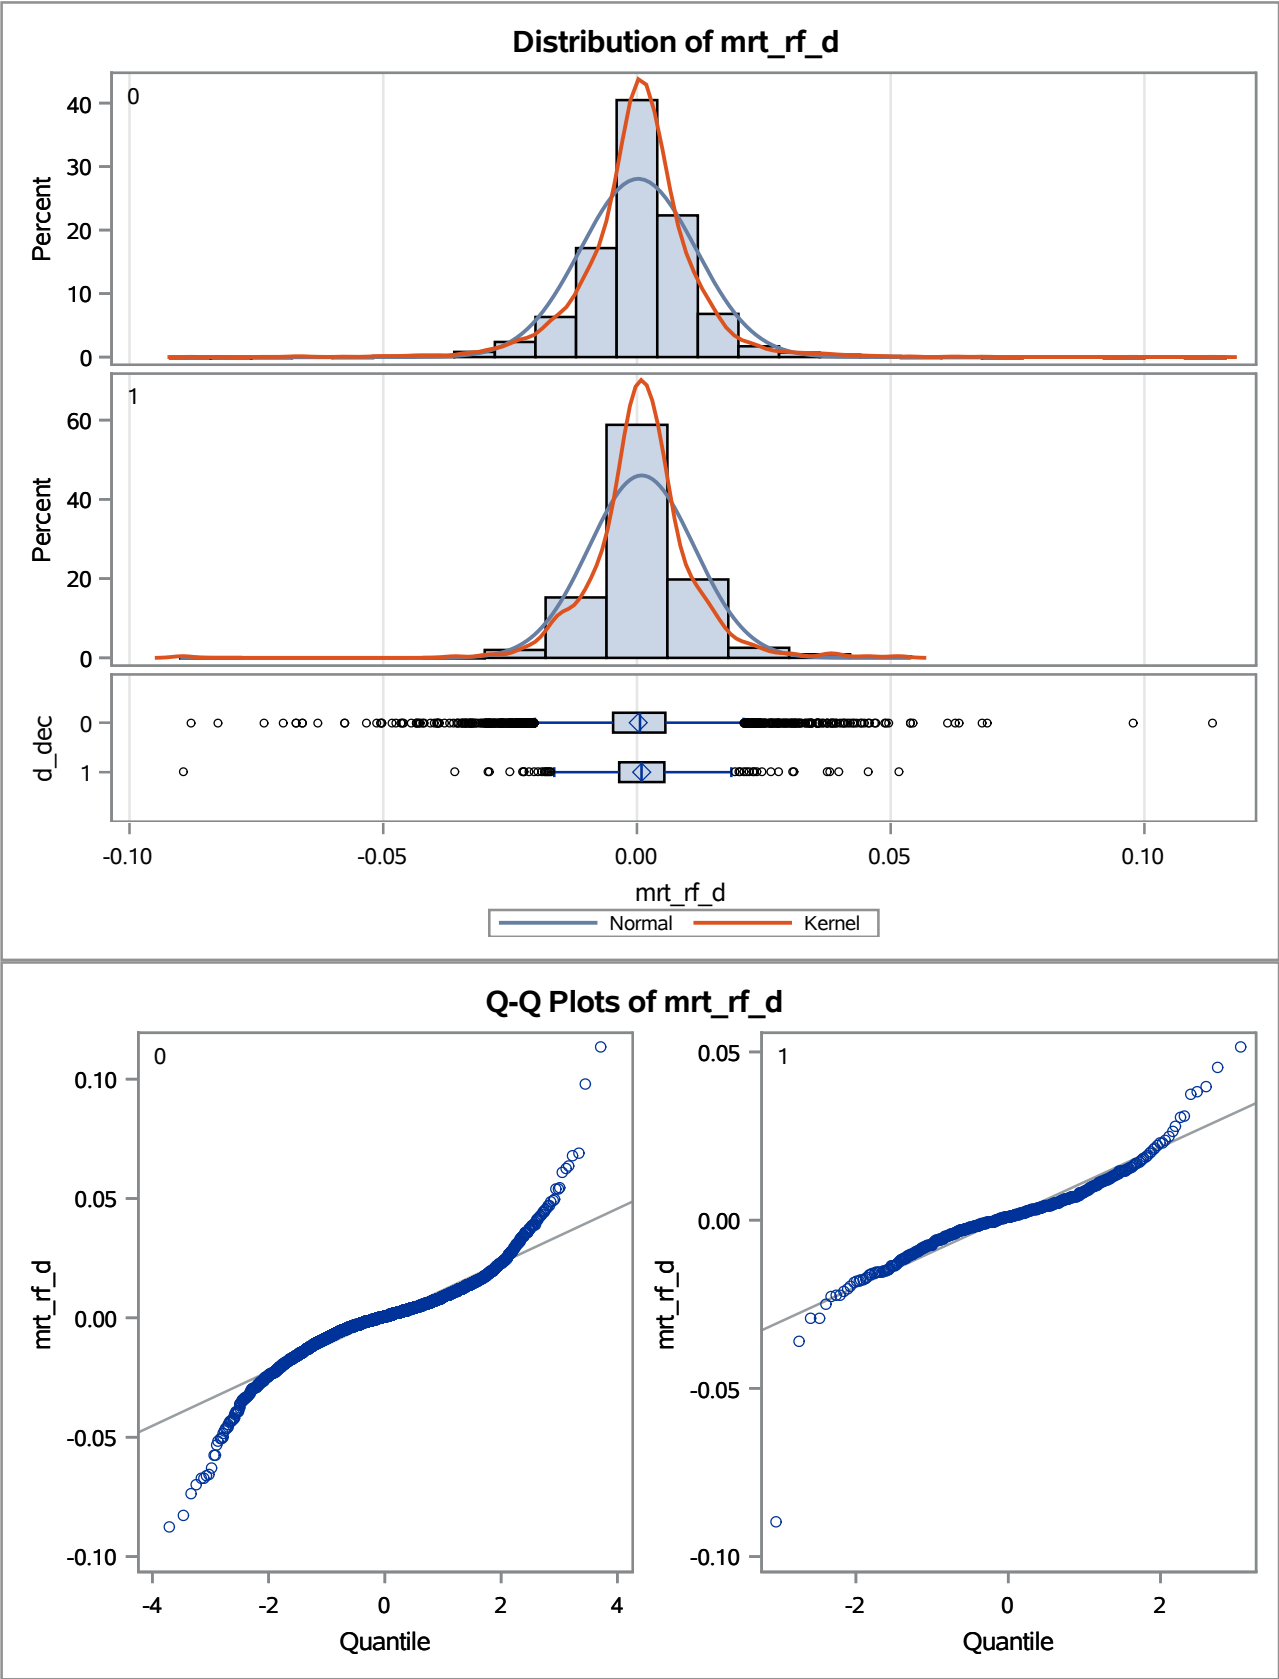 Distribution of mrt_rf_d
0
40
30
20
10
0
Percent
1
60
40
20
0
Percent
0
1
d_dec
-0.10 -0.05 0.00 0.05 0.10
mrt_rf_d
Normal Kernel
Q-Q Plots of mrt_rf_d
0
0.10
0.05
0.00
-0.05
-0.10
mrt_rf_d
-4 -2 0 2 4
Quantile
1
0.05
0.00
-0.05
-0.10
mrt_rf_d
-2 0 2
Quantile